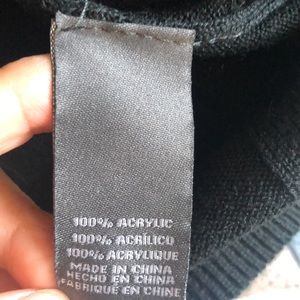 100% ACRYLIC
100% ACRÍLICO
100% ACRYLIQUE
MADE IN CHINA
HECHO EN CHINA
FABRIQUÉ EN CHINE